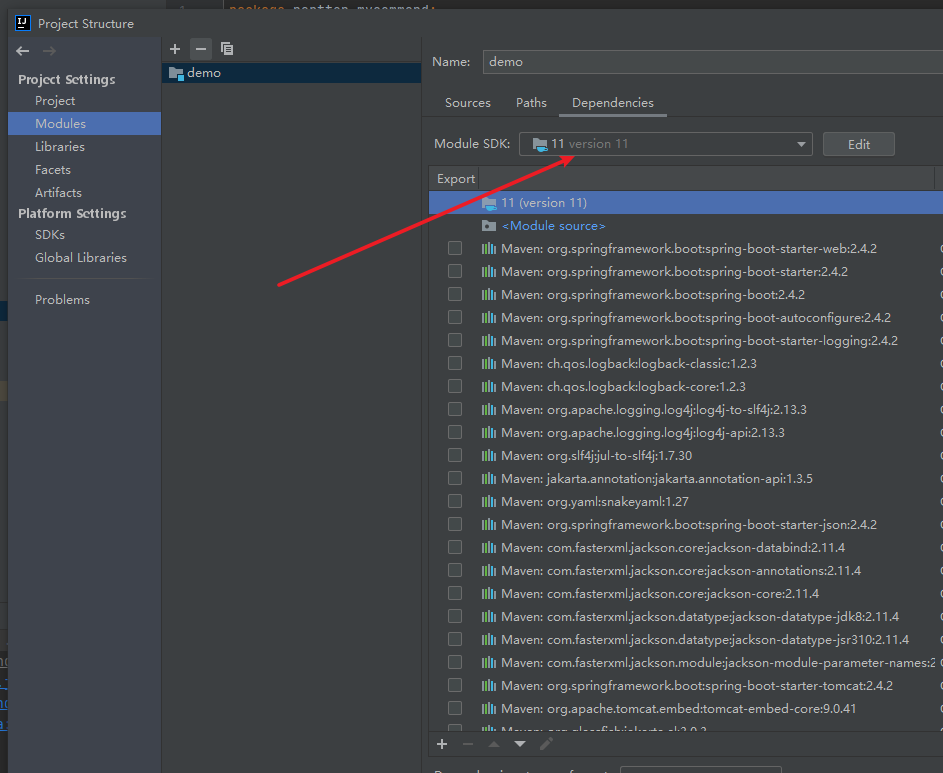 Project Structure
Project Settings
Project
Modules
Libraries
Facets
Artifacts
Platform Settings
SDKs
Global Libraries
Problems
demo
Name: demo
Sources Paths Dependencies
Module SDK: 11 version 11 Edit
Export
11 (version 11)
<Module source>
Maven: org.springframework.boot:spring-boot-starter-web:2.4.2
Maven: org.springframework.boot:spring-boot-starter:2.4.2
Maven: org.springframework.boot:spring-boot:2.4.2
Maven: org.springframework.boot:spring-boot-autoconfigure:2.4.2
Maven: org.springframework.boot:spring-boot-starter-logging:2.4.2
Maven: ch.qos.logback:logback-classic:1.2.3
Maven: ch.qos.logback:logback-core:1.2.3
Maven: org.apache.logging.log4j:log4j-to-slf4j:2.13.3
Maven: org.apache.logging.log4j:log4j-api:2.13.3
Maven: org.slf4j:jul-to-slf4j:1.7.30
Maven: jakarta.annotation:jakarta.annotation-api:1.3.5
Maven: org.yaml:snakeyaml:1.27
Maven: org.springframework.boot:spring-boot-starter-json:2.4.2
Maven: com.fasterxml.jackson.core:jackson-databind:2.11.4
Maven: com.fasterxml.jackson.core:jackson-annotations:2.11.4
Maven: com.fasterxml.jackson.core:jackson-core:2.11.4
Maven: com.fasterxml.jackson.datatype:jackson-datatype-jdk8:2.11.4
Maven: com.fasterxml.jackson.datatype:jackson-datatype-jsr310:2.11.4
Maven: com.fasterxml.jackson.module:jackson-module-parameter-names:2
Maven: org.springframework.boot:spring-boot-starter-tomcat:2.4.2
Maven: org.apache.tomcat.embed:tomcat-embed-core:9.0.41